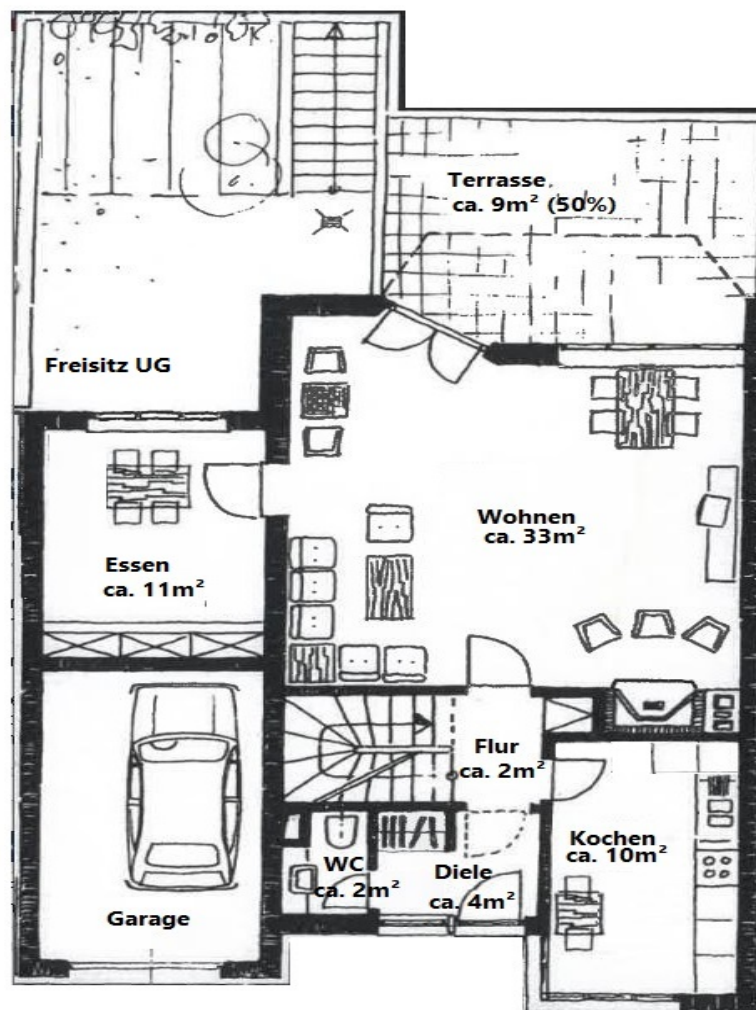 Terrasse
ca. 9m² (50%)
Freisitz UG
Wohnen
ca. 33m²
Essen
ca. 11m²
Flur
ca. 2m²
Kochen
ca. 10m²
WC
ca. 2m²
Diele
ca. 4m²
Garage